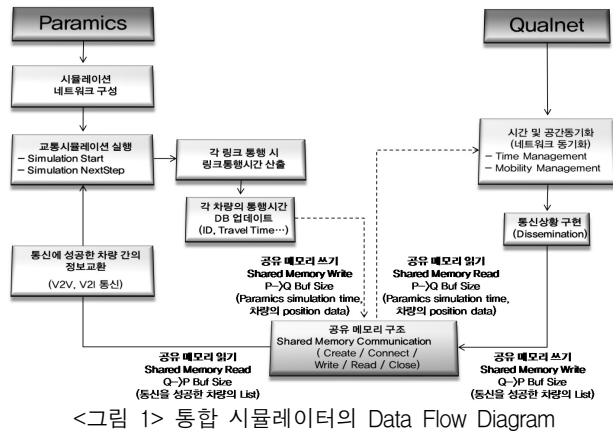 Paramics
Qualnet
시뮬레이션
네트워크 구성
교통시뮬레이션 실행
– Simulation Start
– Simulation NextStep
각 링크 통행 시
링크통행시간 산출
시간 및 공간동기화
(네트워크 동기화)
– Time Management
– Mobility Management
각 차량의 통행시간
DB 업데이트
(ID, Travel Time…)
통신상황 구현
(Dissemination)
통신에 성공한 차량 간의
정보교환
(V2V, V2I 통신)
공유 메모리 쓰기
Shared Memory Write
P–>Q Buf Size
(Paramics simulation time,
차량의 position data)
공유 메모리 읽기
Shared Memory Read
P–>Q Buf Size
(Paramics simulation time,
차량의 position data)
공유 메모리 구조
Shared Memory Communication
( Create / Connect /
Write / Read / Close)
공유 메모리 읽기
Shared Memory Read
Q–>P Buf Size
(통신을 성공한 차량의 List)
공유 메모리 쓰기
Shared Memory Write
Q–>P Buf Size
(통신을 성공한 차량의 List)
<그림 1> 통합 시뮬레이터의 Data Flow Diagram